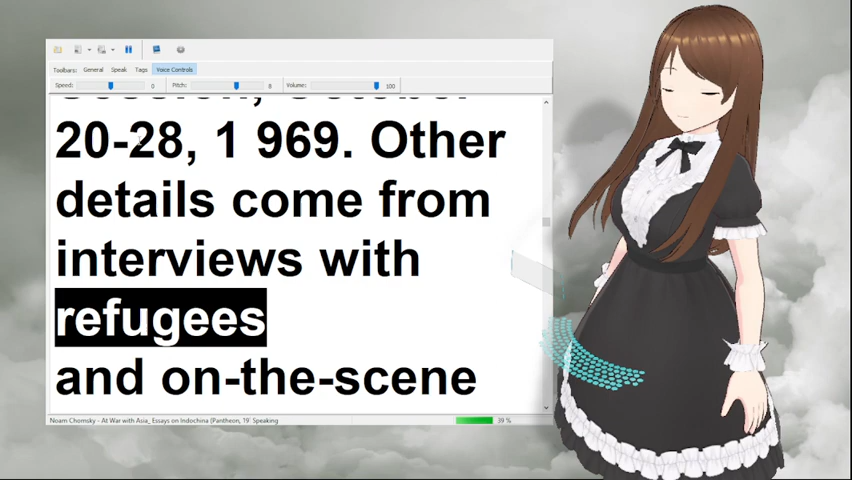 Toolbars: General Speak Tags Voice Controls
Speed: 0 Pitch: 8 Volume: 100
Session, October
20-28, 1 969. Other
details come from
interviews with
refugees
and on-the-scene
Noam Chomsky - At War with Asia_ Essays on Indochina (Pantheon, 19 Speaking 39 %